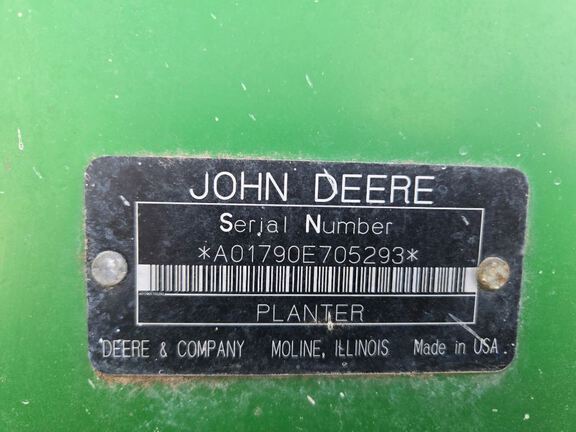 JOHN DEERE
Serial Number
*A01790E705293*
PLANTER
DEERE & COMPANY MOLINE, ILLINOIS Made in USA